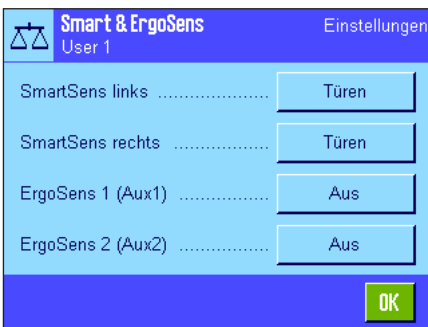 Smart & ErgoSens Einstellungen
User 1
SmartSens links .................... Türen
SmartSens rechts ................. Türen
ErgoSens 1 (Aux1) ................ Aus
ErgoSens 2 (Aux2) ................ Aus
OK